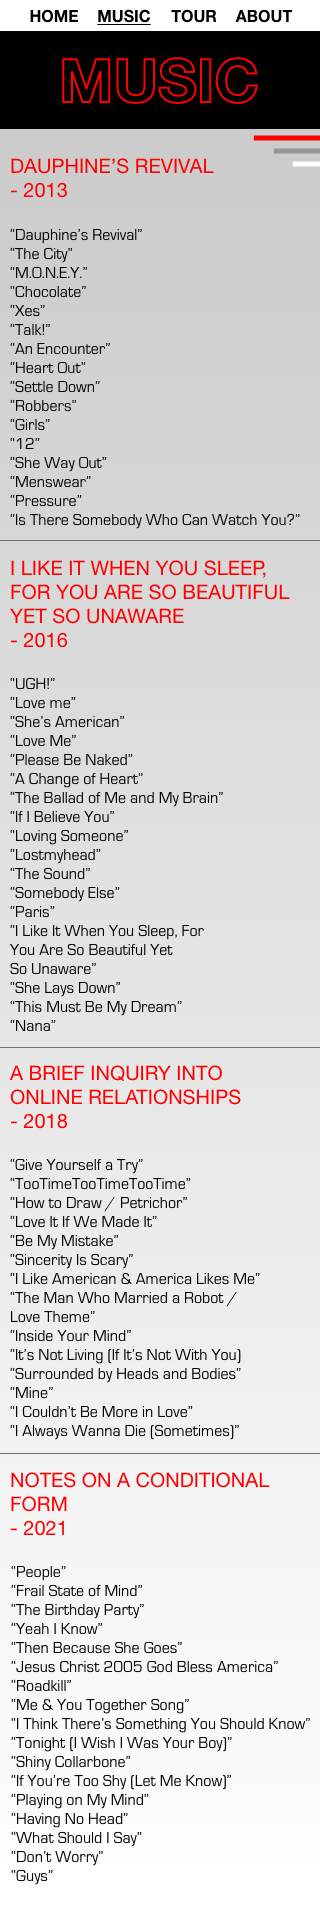 HOME MUSIC TOUR ABOUT
MUSIC
DAUPHINE’S REVIVAL
- 2013
“Dauphine’s Revival”
“The City”
“M.O.N.E.Y.”
“Chocolate”
“Xes”
“Talk!”
“An Encounter”
“Heart Out”
“Settle Down”
“Robbers”
“Girls”
“12”
“She Way Out”
“Menswear”
“Pressure”
“Is There Somebody Who Can Watch You?”
I LIKE IT WHEN YOU SLEEP,
FOR YOU ARE SO BEAUTIFUL
YET SO UNAWARE
- 2016
“UGH!”
“Love me”
“She’s American”
“Love Me”
“Please Be Naked”
“A Change of Heart”
“The Ballad of Me and My Brain”
“If I Believe You”
“Loving Someone”
“Lostmyhead”
“The Sound”
“Somebody Else”
“Paris”
“I Like It When You Sleep, For
You Are So Beautiful Yet
So Unaware”
“She Lays Down”
“This Must Be My Dream”
“Nana”
A BRIEF INQUIRY INTO
ONLINE RELATIONSHIPS
- 2018
“Give Yourself a Try”
“TooTimeTooTimeTooTime”
“How to Draw / Petrichor”
“Love It If We Made It”
“Be My Mistake”
“Sincerity Is Scary”
“I Like American & America Likes Me”
“The Man Who Married a Robot /
Love Theme”
“Inside Your Mind”
“It’s Not Living (If It’s Not With You)
“Surrounded by Heads and Bodies”
“Mine”
“I Couldn’t Be More in Love”
“I Always Wanna Die (Sometimes)”
NOTES ON A CONDITIONAL
FORM
- 2021
“People”
“Frail State of Mind”
“The Birthday Party”
“Yeah I Know”
“Then Because She Goes”
“Jesus Christ 2005 God Bless America”
“Roadkill”
“Me & You Together Song”
“I Think There’s Something You Should Know”
“Tonight (I Wish I Was Your Boy)”
“Shiny Collarbone”
“If You’re Too Shy (Let Me Know)”
“Playing on My Mind”
“Having No Head”
“What Should I Say”
“Don’t Worry”
“Guys”